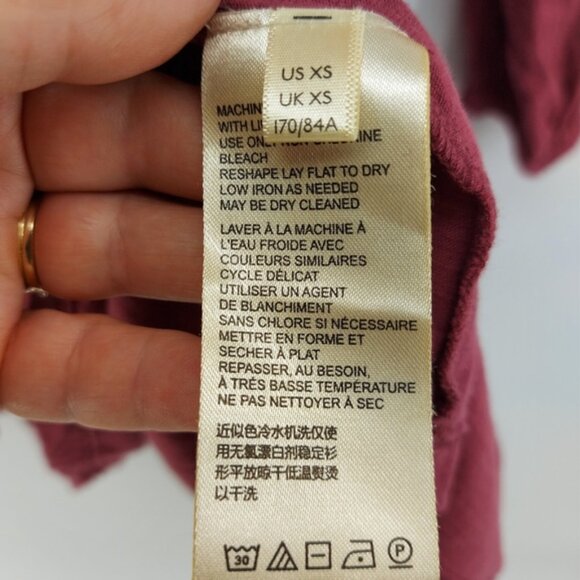 US XS
UK XS
170/84A
MACHIN
WITH LI
USE ONLY NON CHLORINE
BLEACH
RESHAPE LAY FLAT TO DRY
LOW IRON AS NEEDED
MAY BE DRY CLEANED
LAVER À LA MACHINE À
L'EAU FROIDE AVEC
COULEURS SIMILAIRES
CYCLE DÉLICAT
UTILISER UN AGENT
DE BLANCHIMENT
SANS CHLORE SI NÉCESSAIRE
METTRE EN FORME ET
SECHER À PLAT
REPASSER, AU BESOIN,
À TRÉS BASSE TEMPÉRATURE
NE PAS NETTOYER À SEC
近似色冷水机洗仅使
用无氯漂白剂稳定衫
形平放晾干低温熨烫
以干洗
30 P